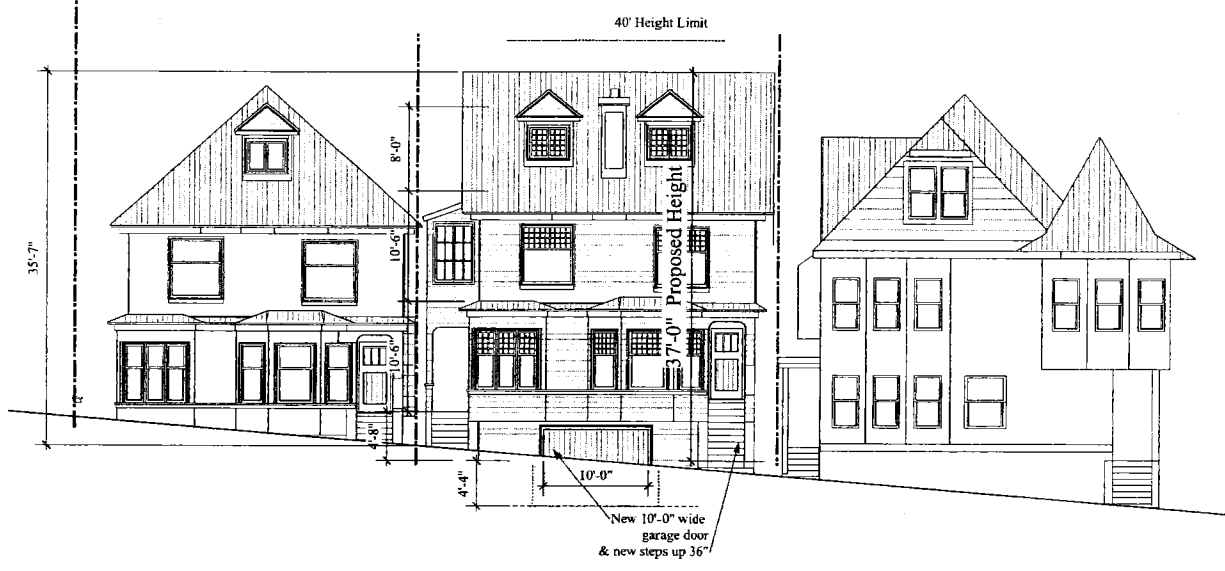 40' Height Limit
35'-7"
8'-0"
10'-6"
10'-6"
4'-8"
4'-4"
37'-0" Proposed Height
10'-0"
New 10'-0" wide
garage door
& new steps up 36"